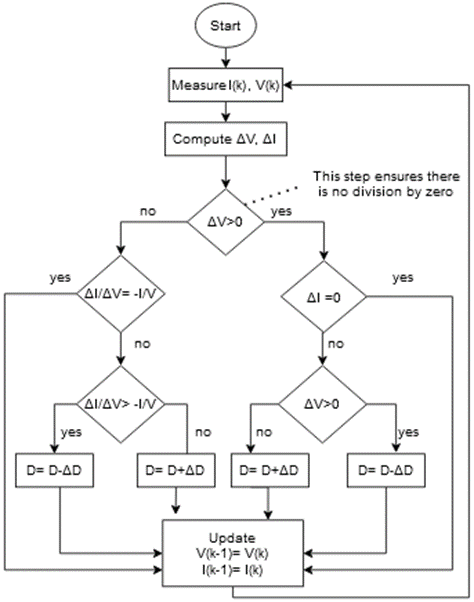 Start
Measure I(k), V(k)
Compute ΔV, ΔI
This step ensures there
is no division by zero
ΔV>0
no
yes
ΔI/ΔV= -I/V
yes
no
ΔI =0
yes
no
ΔI/ΔV> -I/V
yes
no
ΔV>0
no
yes
D= D-ΔD
D= D+ΔD
D= D+ΔD
D= D-ΔD
Update
V(k-1)= V(k)
I(k-1)= I(k)